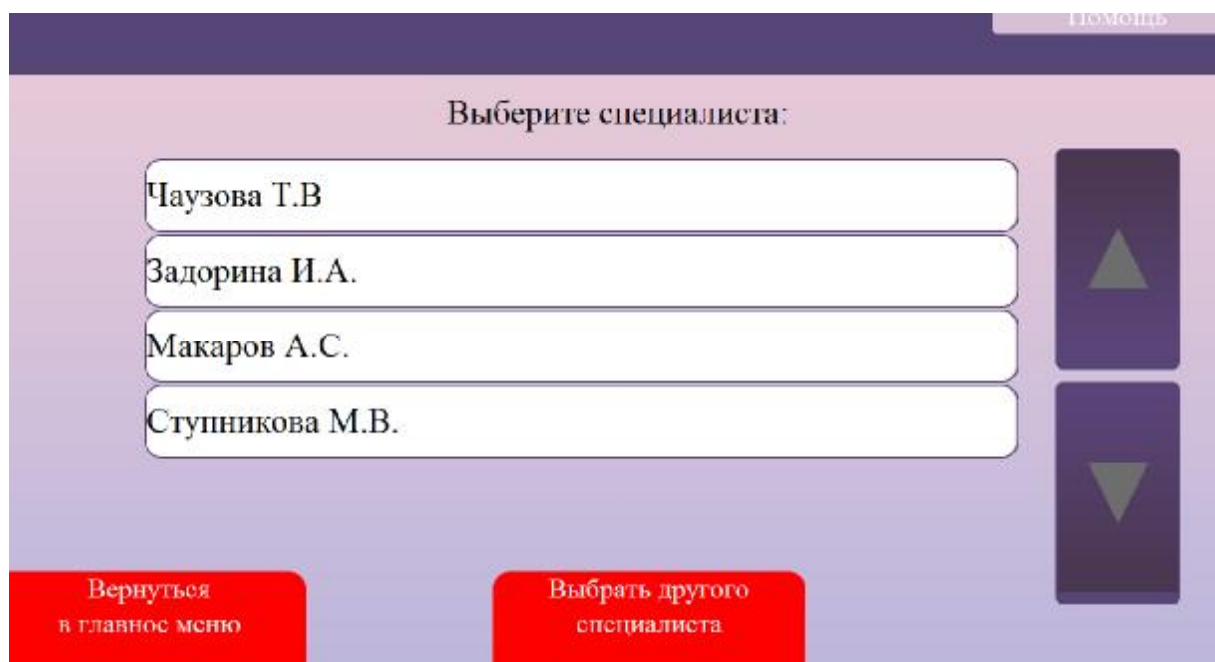 Помощь
Выберите специалиста:
Чаузова Т.В
Задорина И.А.
Макаров А.С.
Ступникова М.В.
Вернуться
в главное меню
Выбрать другого
специалиста